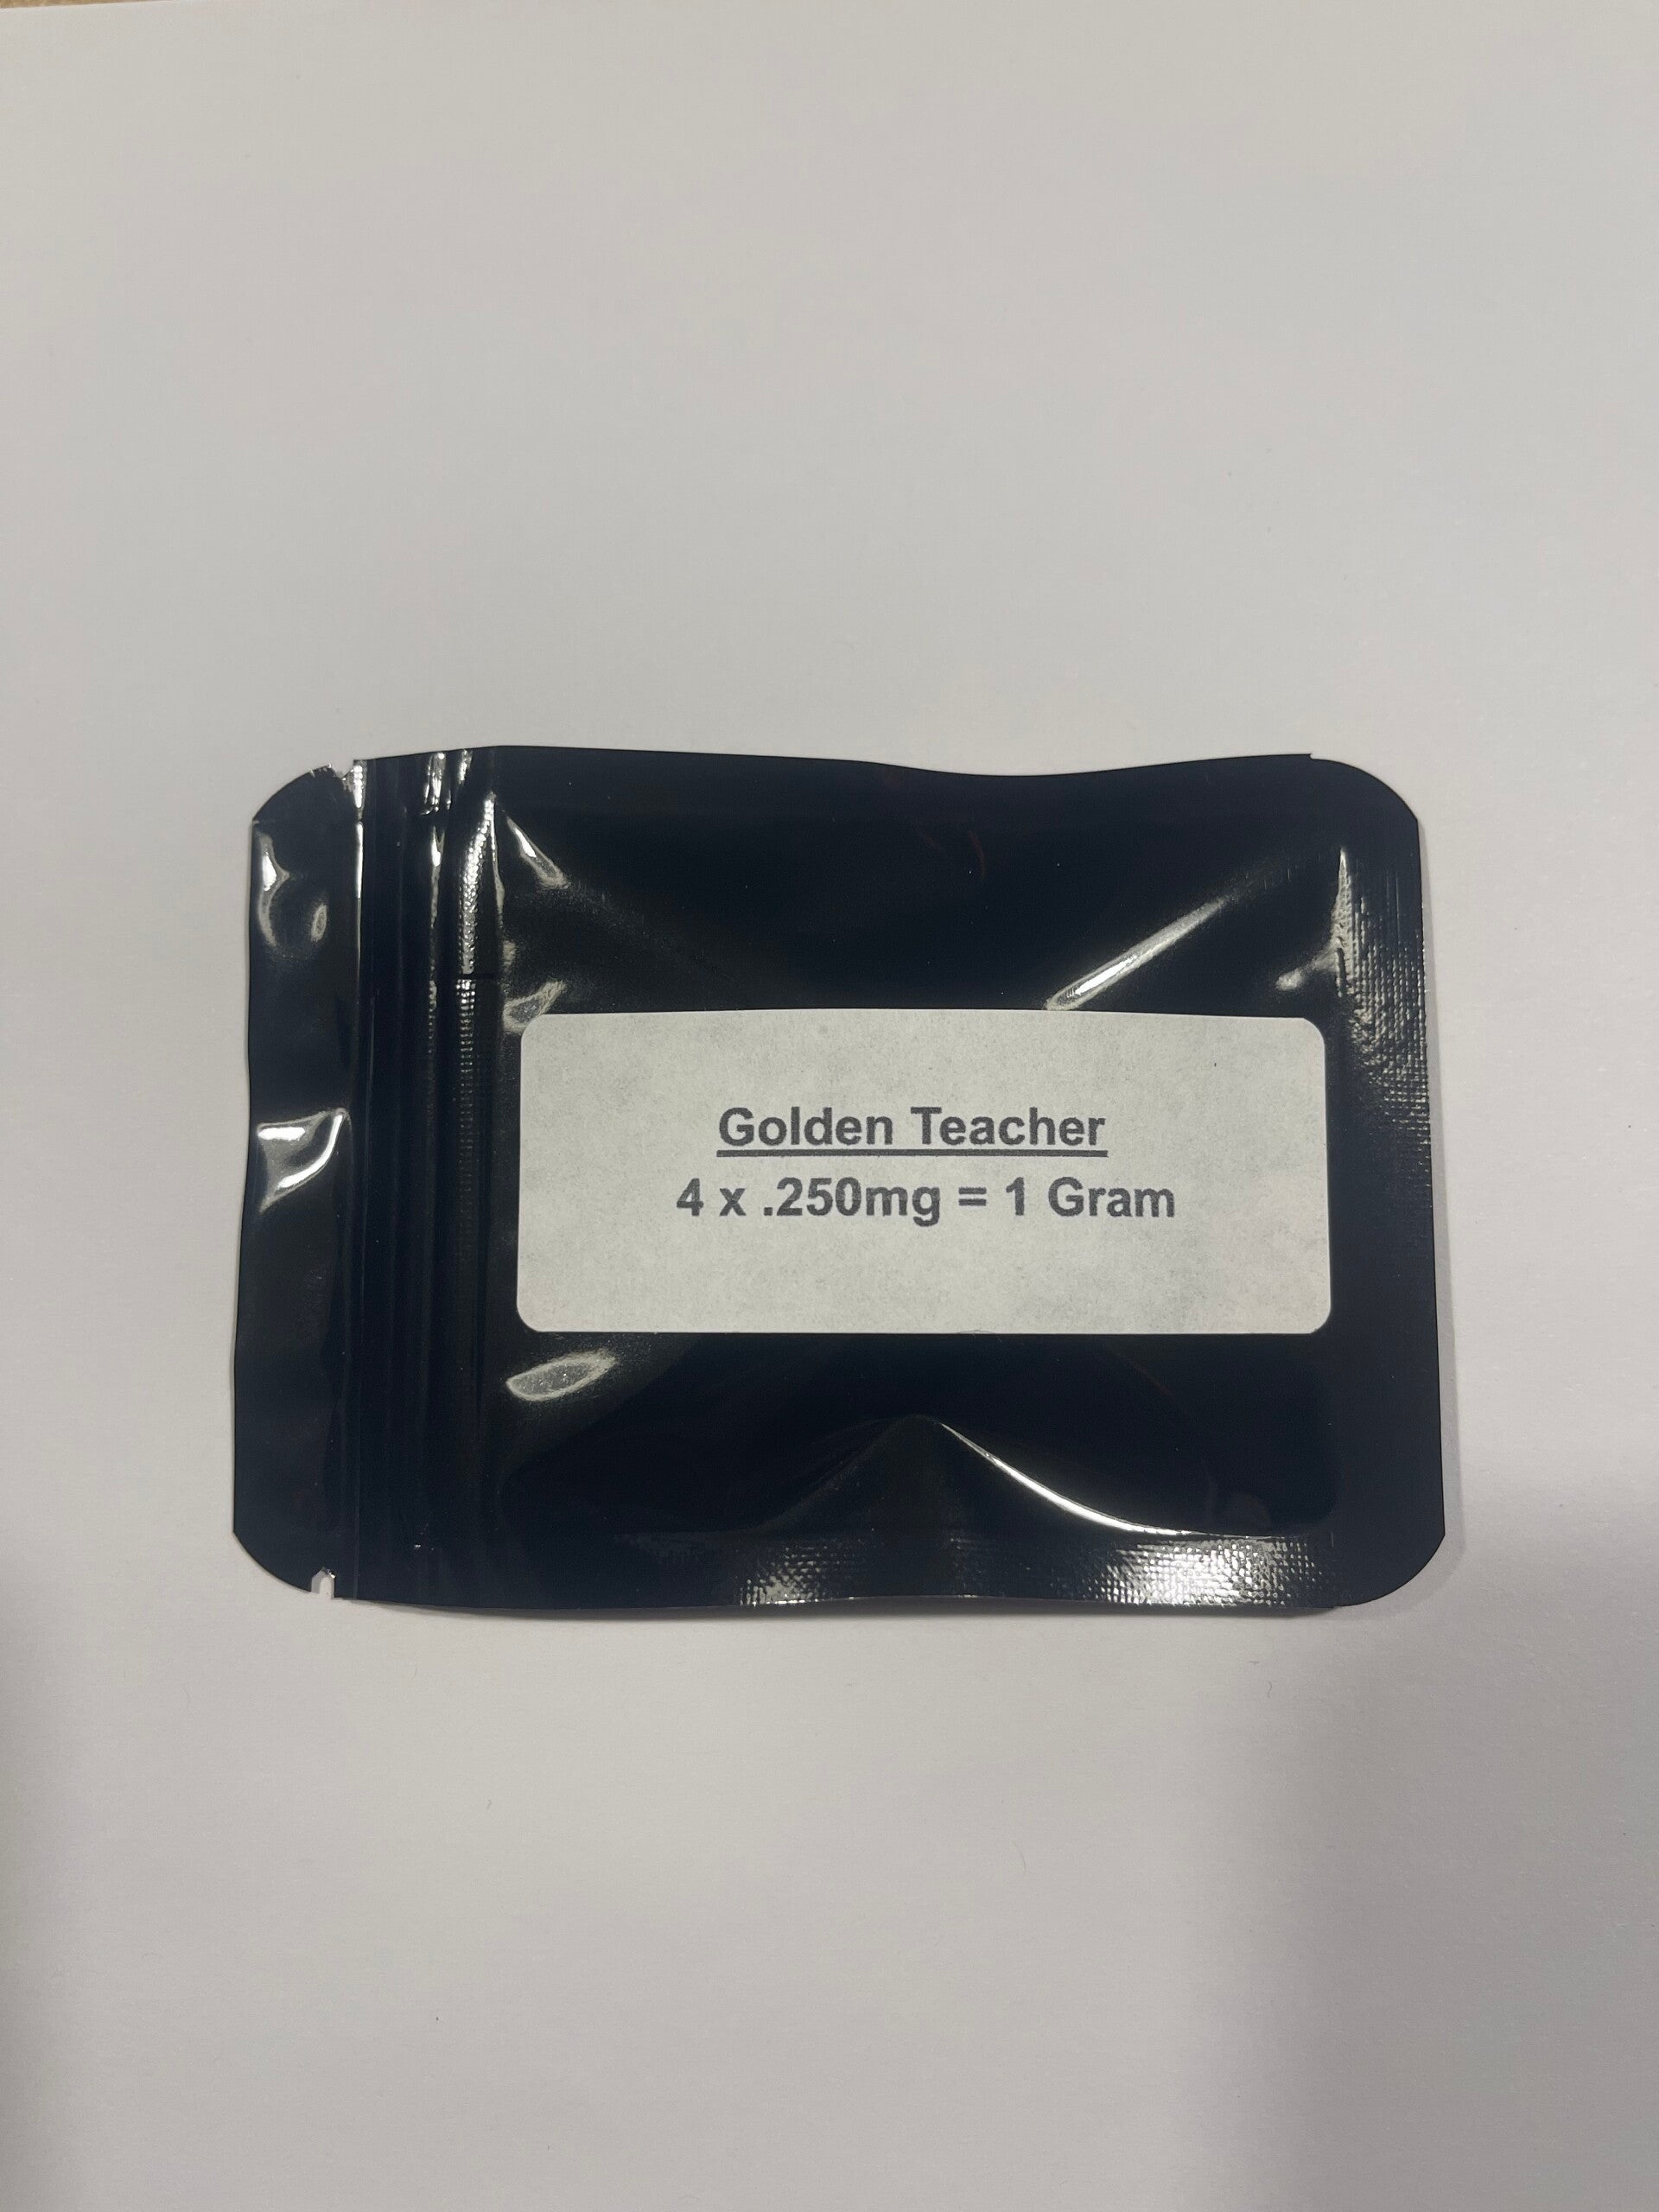 Golden Teacher
4 x .250mg = 1 Gram